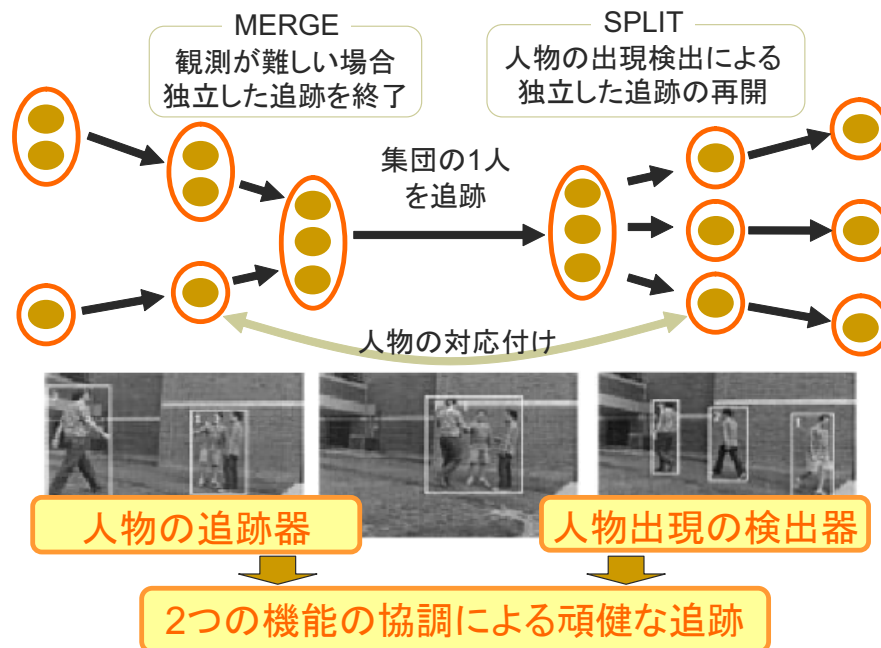 MERGE
観測が難しい場合
独立した追跡を終了
SPLIT
人物の出現検出による
独立した追跡の再開
集団の1人
を追跡
人物の対応付け
1
人物の追跡器
人物出現の検出器
2つの機能の協調による頑健な追跡